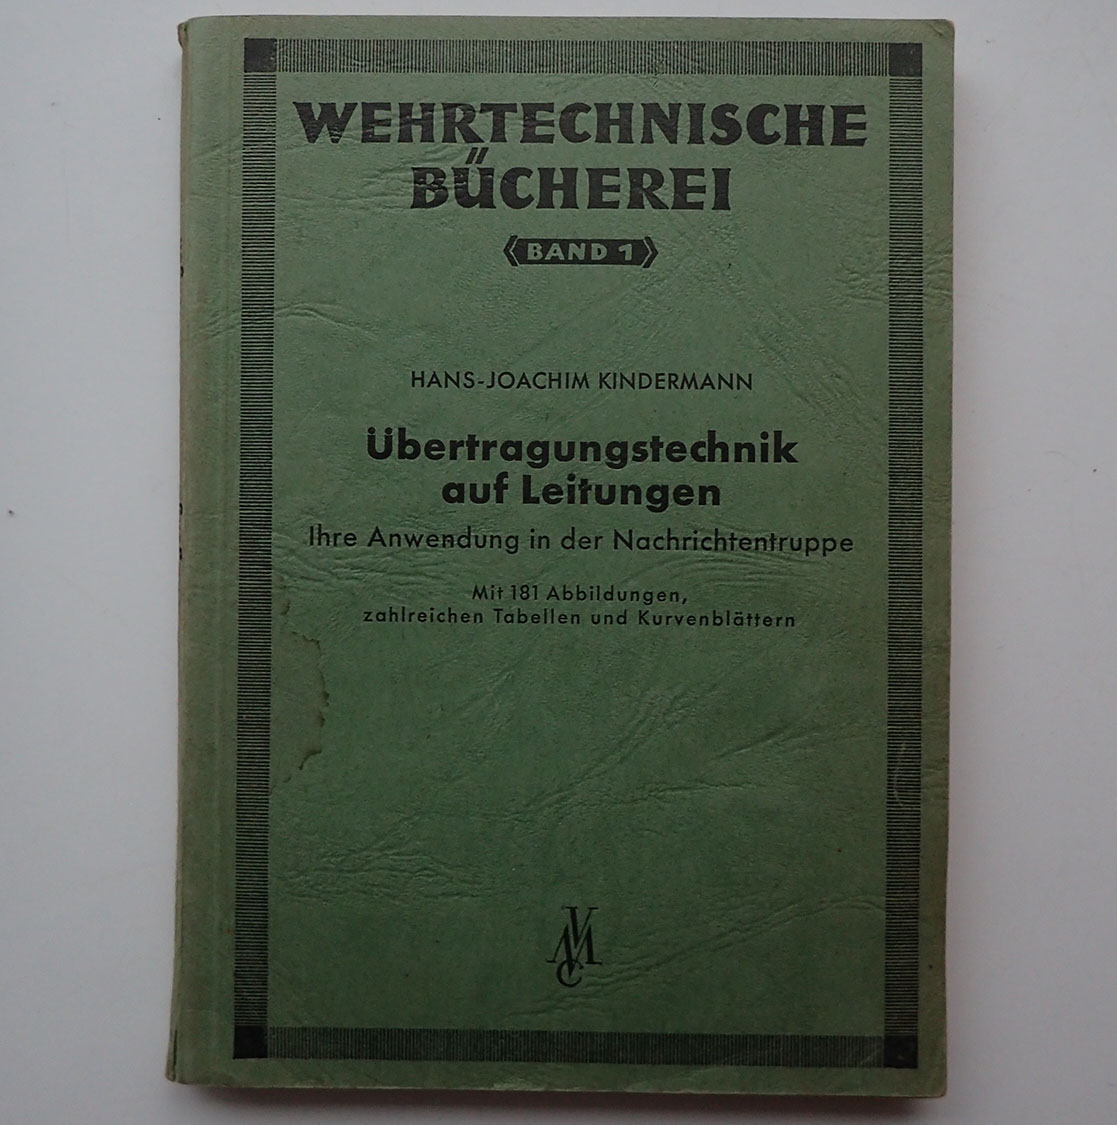 WEHRTECHNISCHE
BÜCHEREI
BAND 1
HANS-JOACHIM KINDERMANN
Übertragungstechnik
auf Leitungen
Ihre Anwendung in der Nachrichtentruppe
Mit 181 Abbildungen,
zahlreichen Tabellen und Kurvenblättern